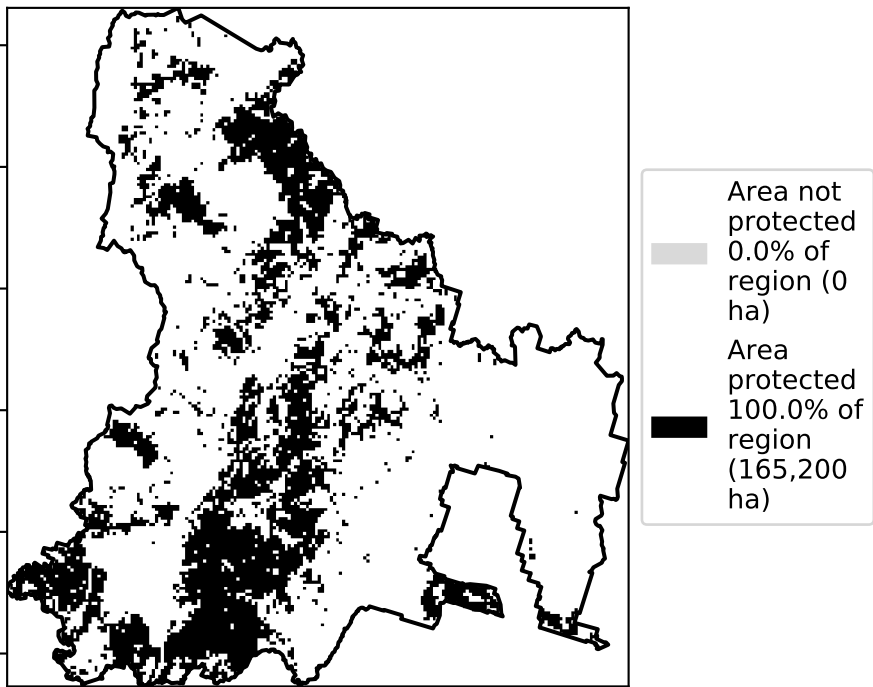 Area not
protected
0.0% of
region (0
ha)
Area
protected
100.0% of
region
(165,200
ha)